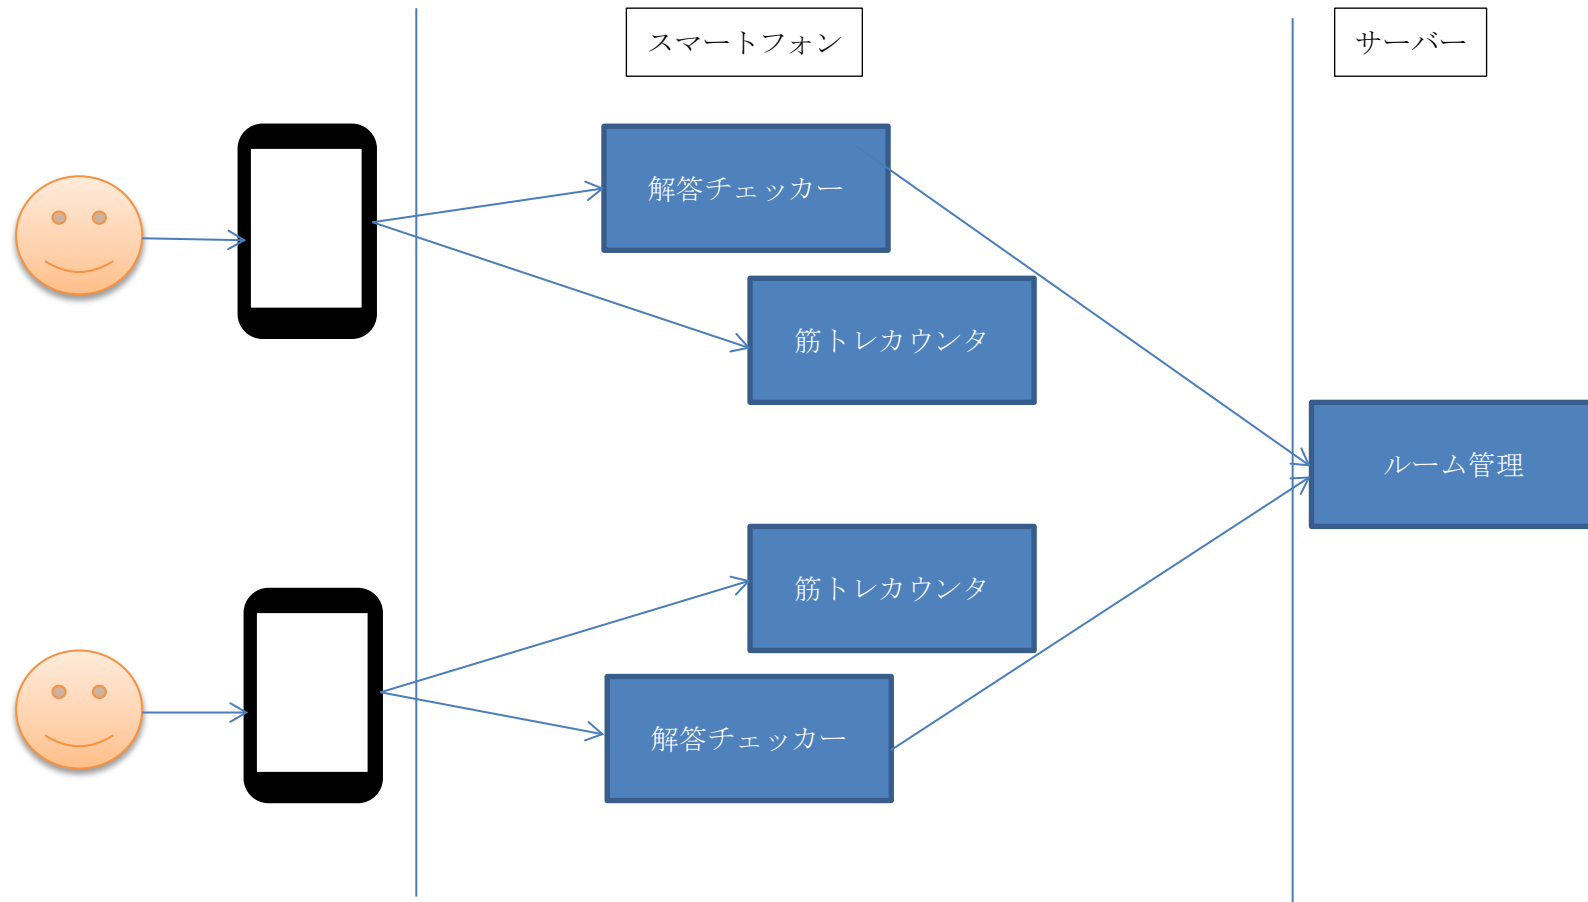 スマートフォン
サーバー
解答チェッカー
筋トレカウンタ
ルーム管理
筋トレカウンタ
解答チェッカー